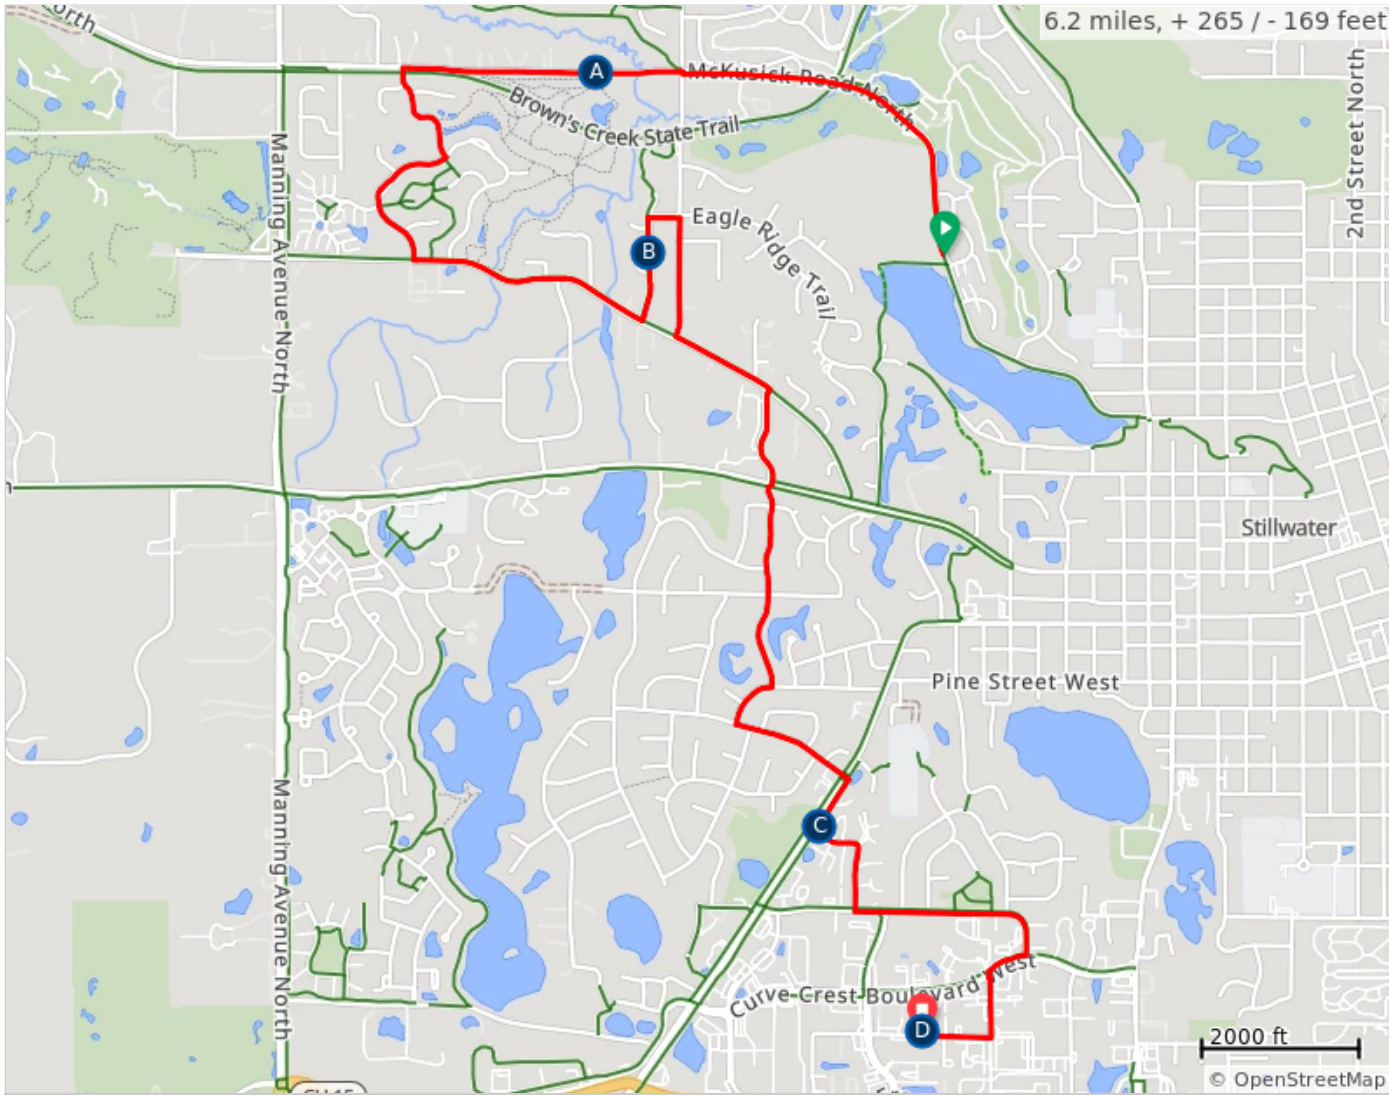 orth
6.2 miles, + 265 / - 169 feet
A
McKusick Road North
Brown's Creek State Trail
2nd Street North
Manning Avenue North
Eagle Ridge Trail
B
Stillwater
Pine Street West
Manning Avenue North
C
Curve Crest Boulevard West
D
2000 ft
© OpenStreetMap